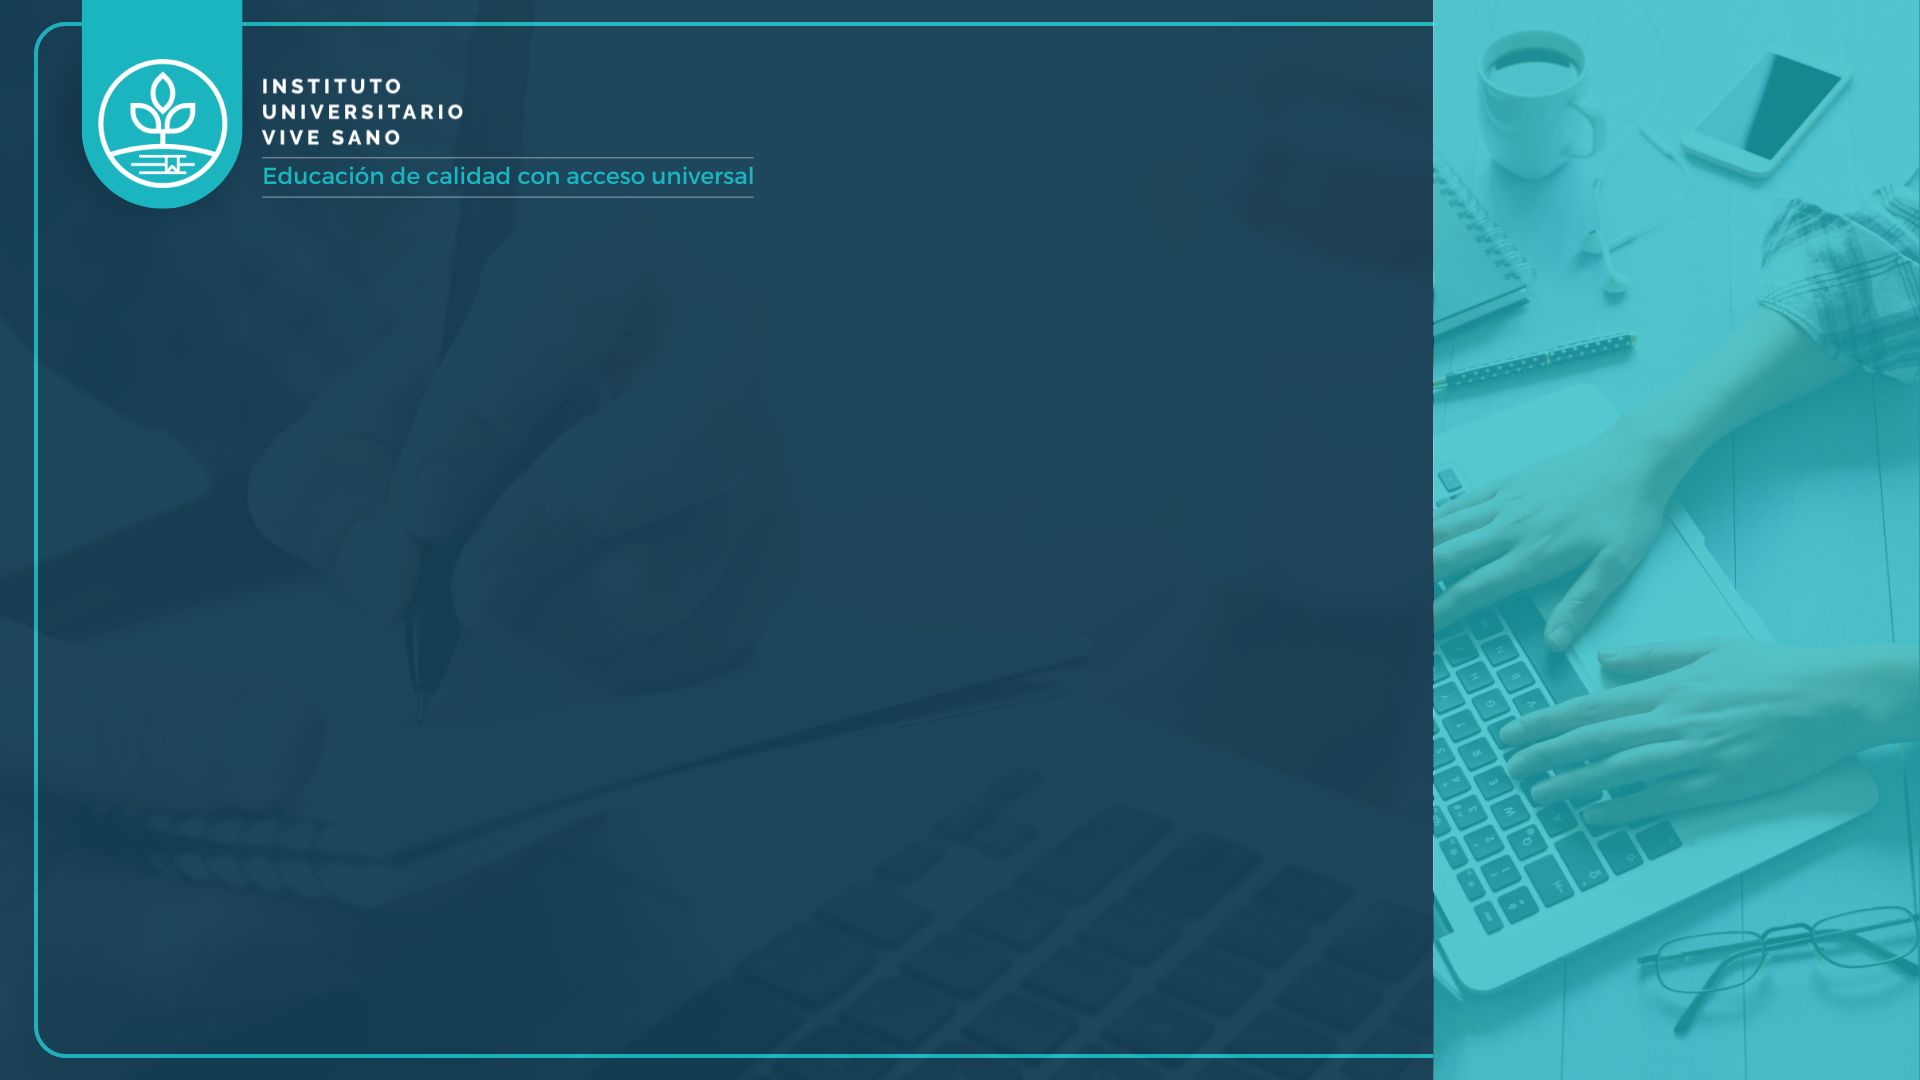 INSTITUTO
UNIVERSITARIO
VIVE SANO
Educación de calidad con acceso universal